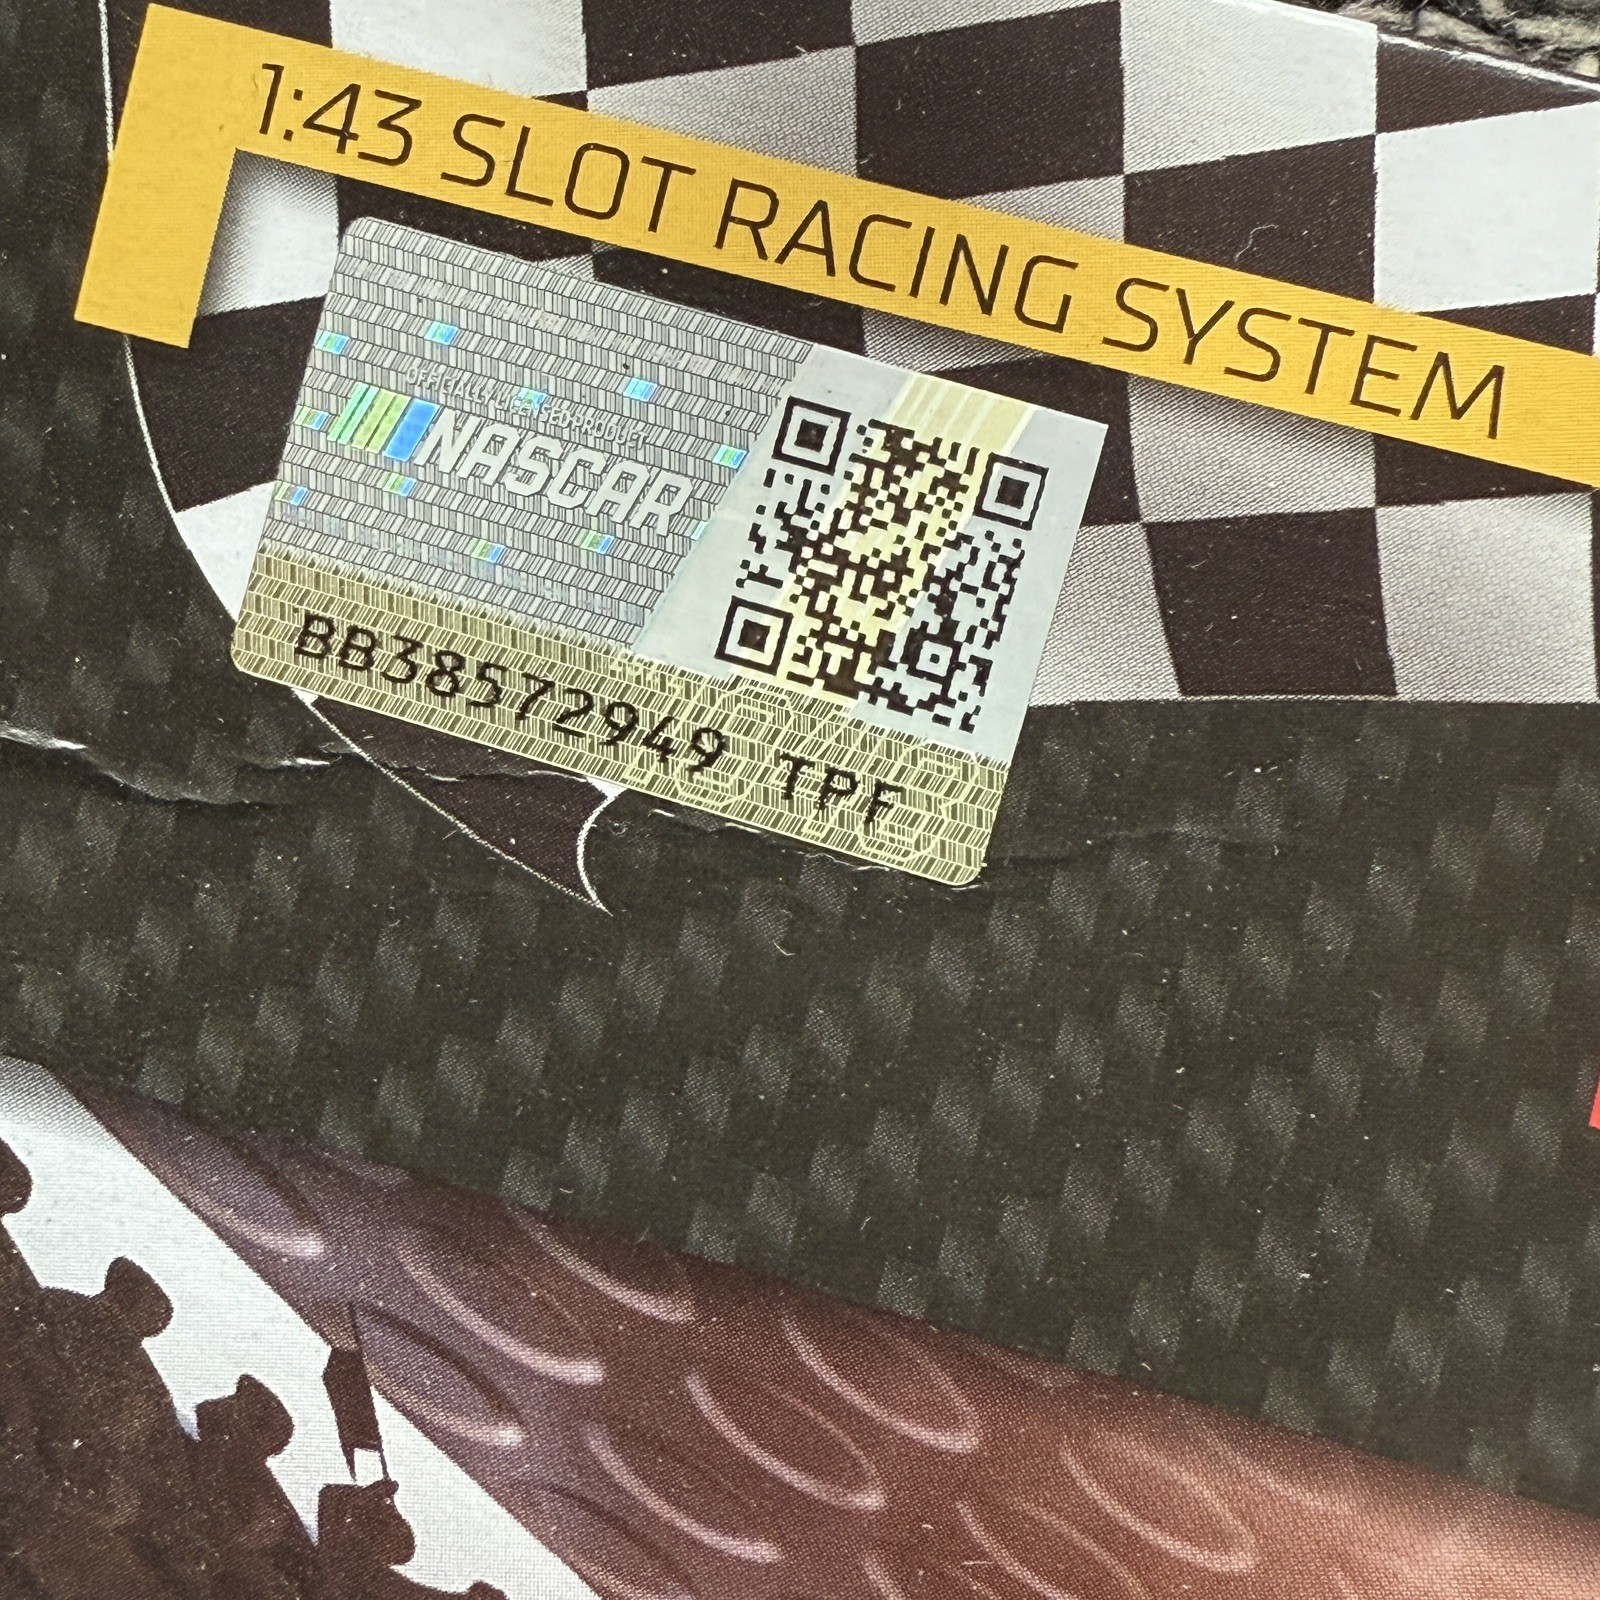 1:43 SLOT RACING SYSTEM
OFFICIALLY LICENSED PRODUCT
NASCAR
BB38572949 TPF